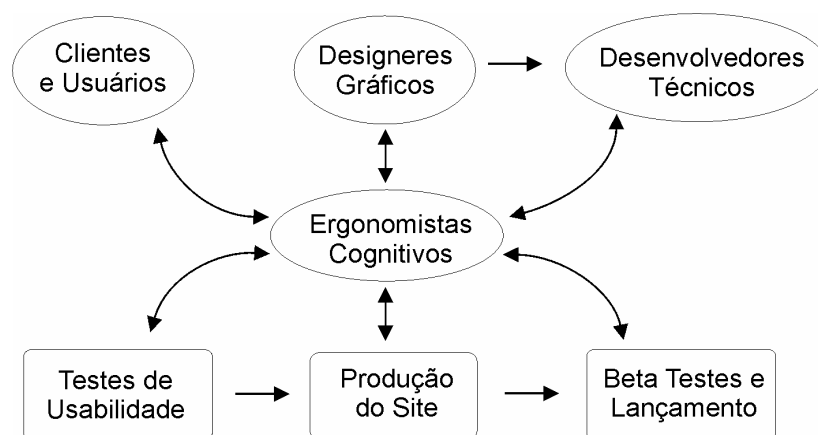 Clientes
e Usuários
Designeres
Gráficos
Desenvolvedores
Técnicos
Ergonomistas
Cognitivos
Testes de
Usabilidade
Produção
do Site
Beta Testes e
Lançamento